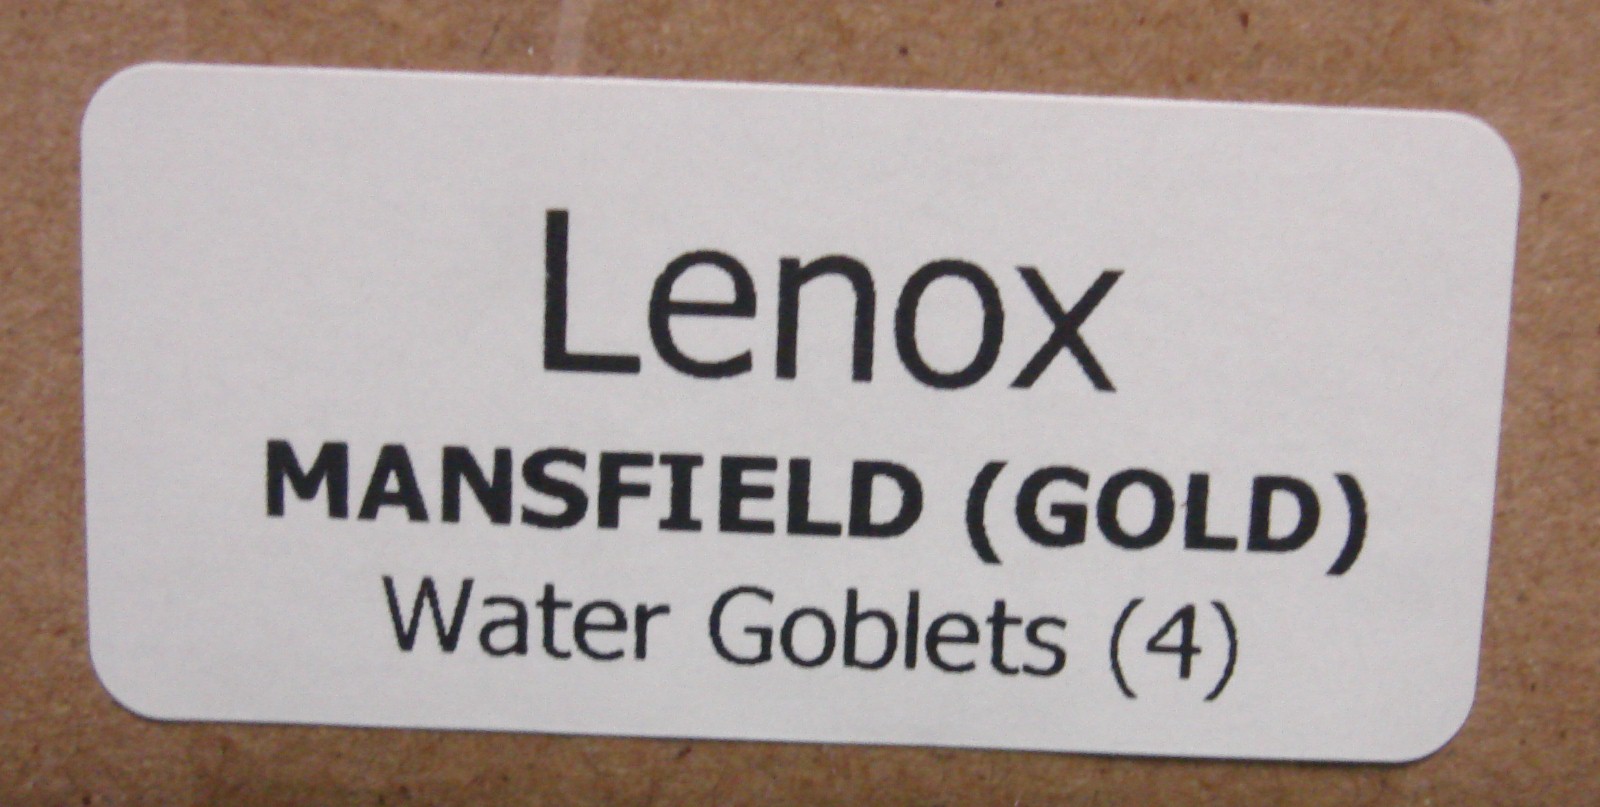 Lenox
MANSFIELD (GOLD)
Water Goblets (4)